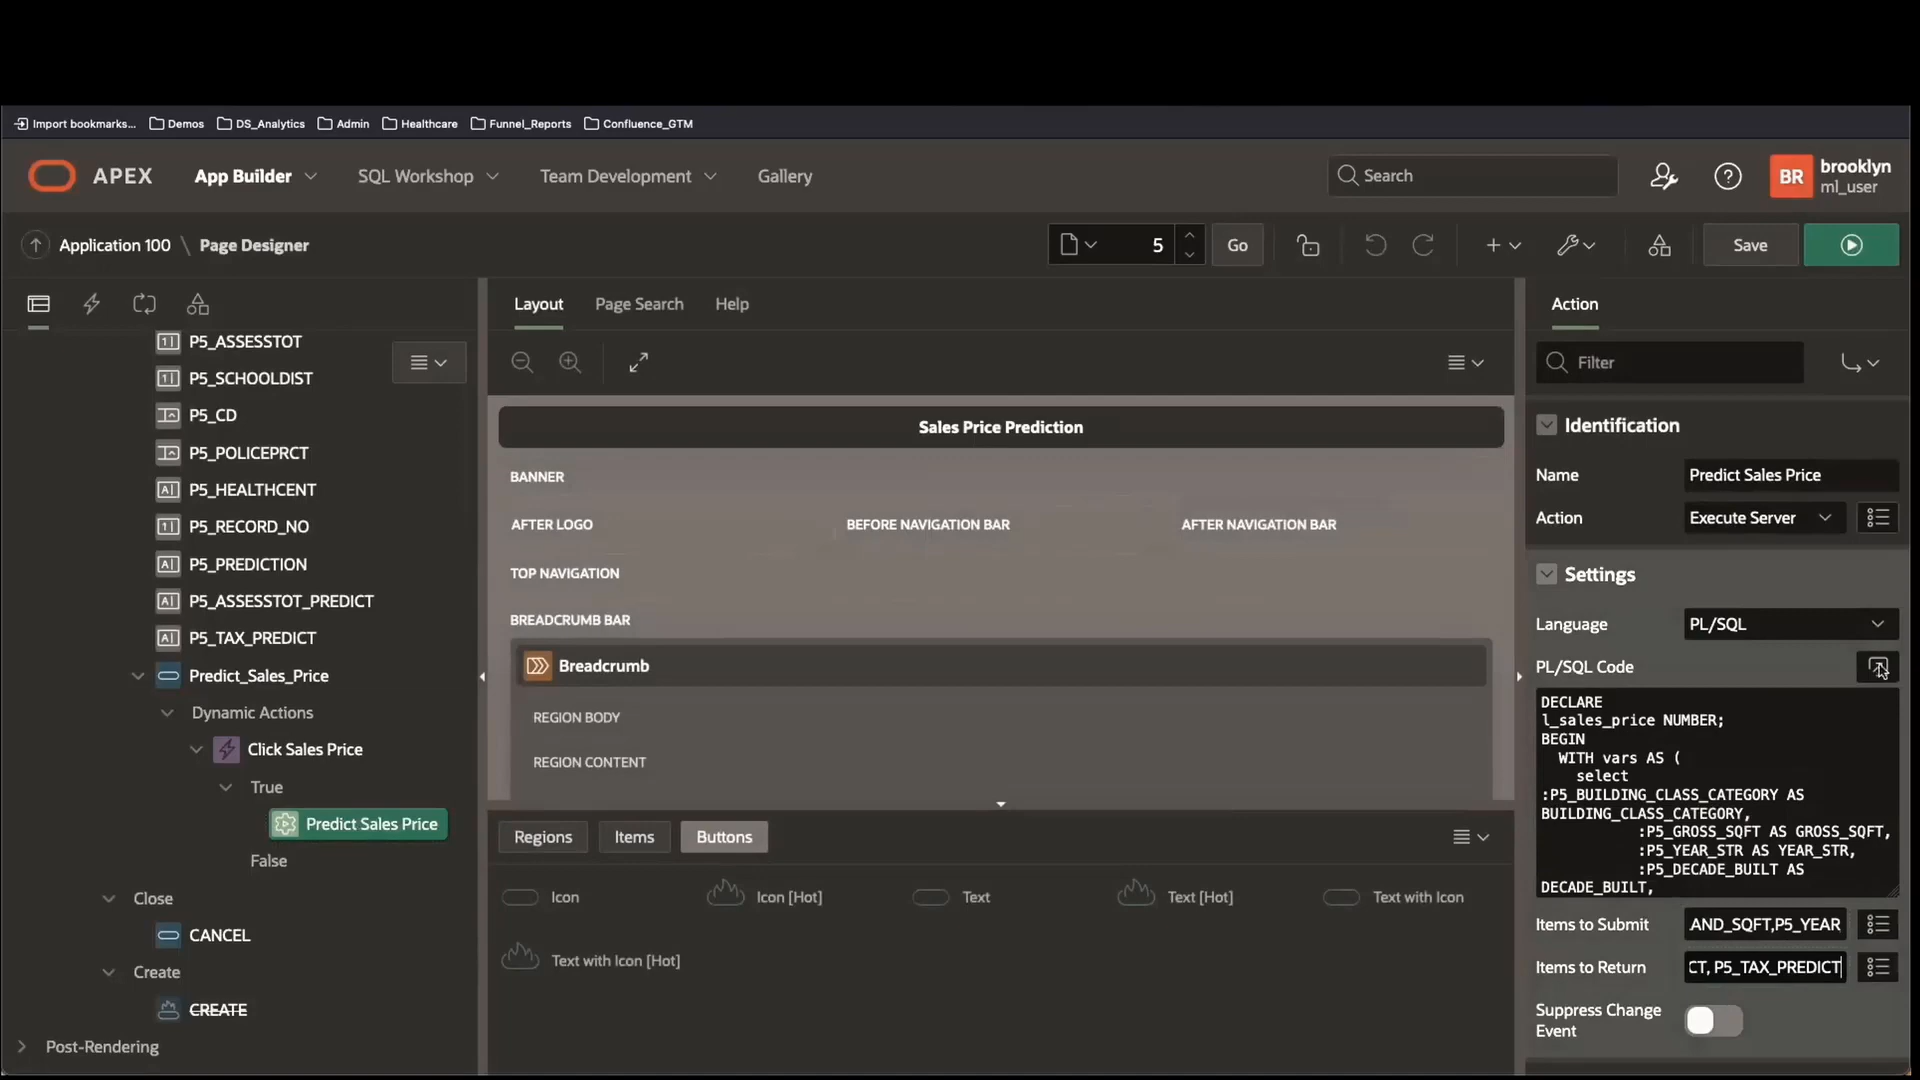 Import bookmarks... Demos DS_Analytics Admin Healthcare Funnel_Reports Confluence_GTM
APEX App Builder SQL Workshop Team Development Gallery Search BR brooklyn
ml_user
Application 100 \ Page Designer 5 Go Save
Layout Page Search Help
Action
P5_ASSESSTOT
P5_SCHOOLDIST
P5_CD
P5_POLICEPRCT
P5_HEALTHCENT
P5_RECORD_NO
P5_PREDICTION
P5_ASSESSTOT_PREDICT
P5_TAX_PREDICT
Predict_Sales_Price
Dynamic Actions
Click Sales Price
True
Predict Sales Price
False
Close
CANCEL
Create
CREATE
Post-Rendering
Sales Price Prediction
BANNER
AFTER LOGO BEFORE NAVIGATION BAR AFTER NAVIGATION BAR
TOP NAVIGATION
BREADCRUMB BAR
Breadcrumb
REGION BODY
REGION CONTENT
Regions Items Buttons
Icon Icon [Hot] Text Text [Hot] Text with Icon
Text with Icon [Hot]
Filter
Identification
Name Predict Sales Price
Action Execute Server
Settings
Language PL/SQL
PL/SQL Code
DECLARE
l_sales_price NUMBER;
BEGIN
WITH vars AS (
select
:P5_BUILDING_CLASS_CATEGORY AS
BUILDING_CLASS_CATEGORY,
:P5_GROSS_SQFT AS GROSS_SQFT,
:P5_YEAR_STR AS YEAR_STR,
:P5_DECADE_BUILT AS
DECADE_BUILT,
Items to Submit AND_SQFT,P5_YEAR
Items to Return CT, P5_TAX_PREDICT
Suppress Change
Event